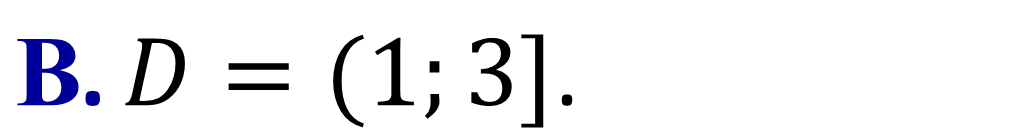 B. D = (1; 3].